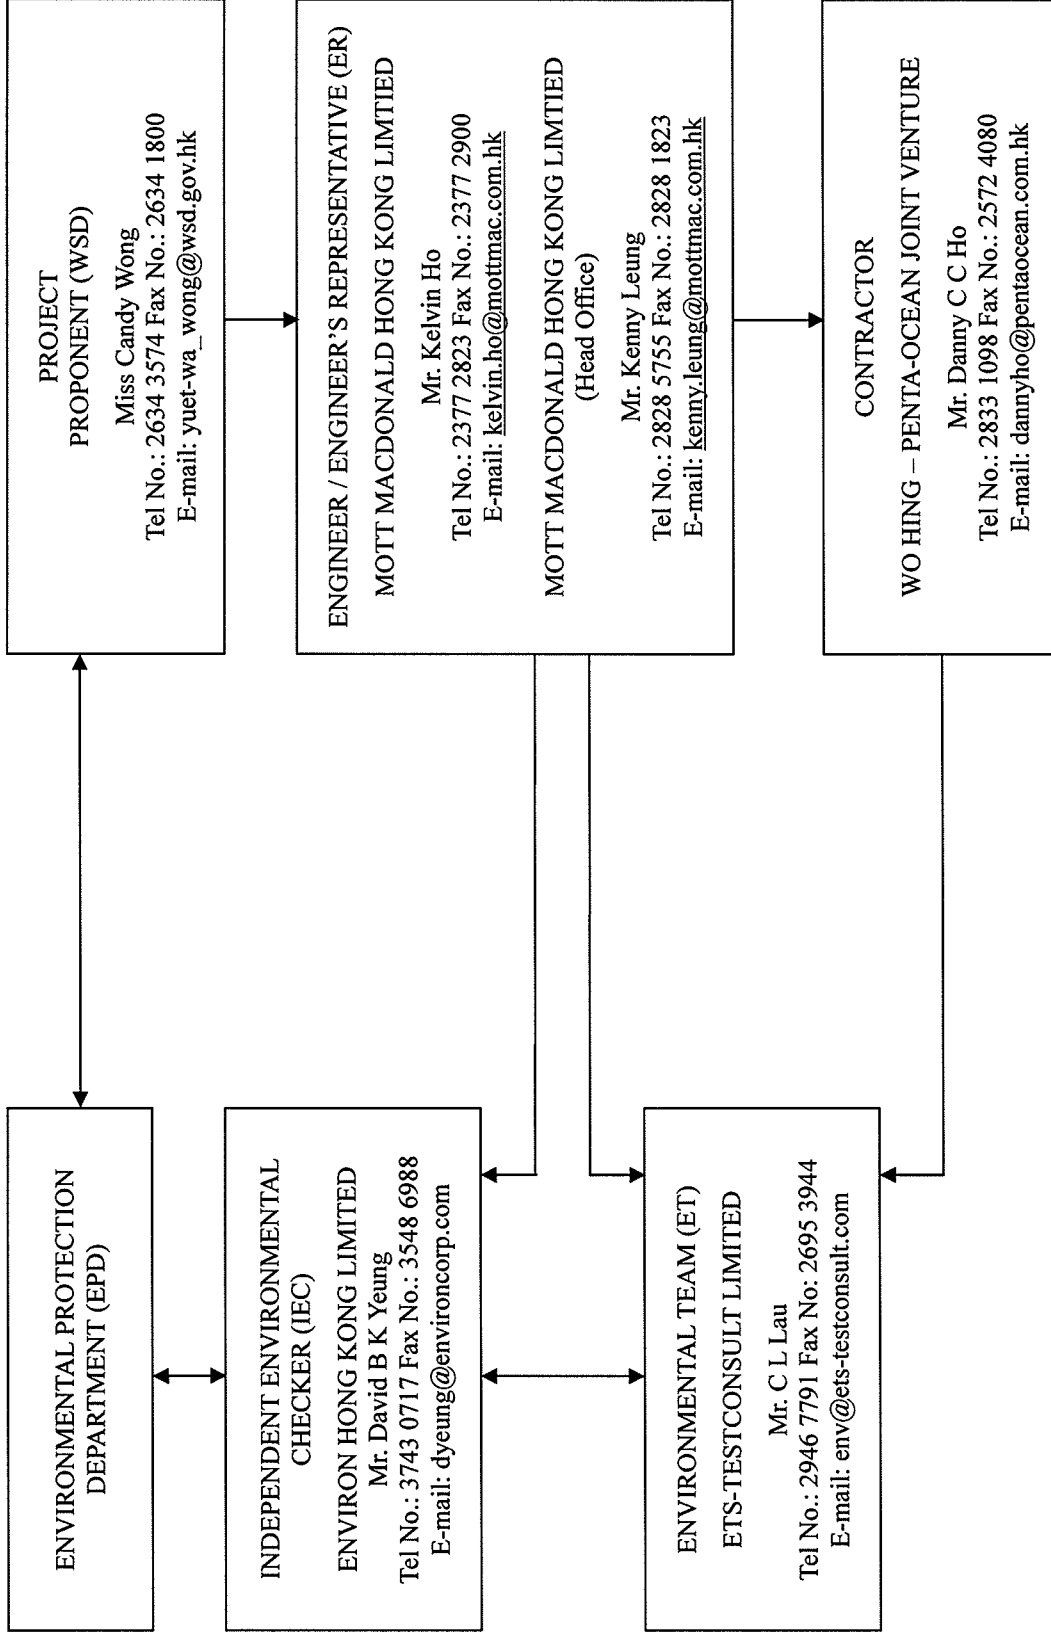 ENVIRONMENTAL PROTECTION
DEPARTMENT (EPD)
PROJECT
PROPONENT (WSD)
Miss Candy Wong
Tel No.: 2634 3574 Fax No.: 2634 1800
E-mail: yuet-wa_wong@wsd.gov.hk
INDEPENDENT ENVIRONMENTAL
CHECKER (IEC)
ENVIRON HONG KONG LIMITED
Mr. David B K Yeung
Tel No.: 3743 0717 Fax No.: 3548 6988
E-mail: dyeung@environcorp.com
ENGINEER / ENGINEER'S REPRESENTATIVE (ER)
MOTT MACDONALD HONG KONG LIMTIED
Mr. Kelvin Ho
Tel No.: 2377 2823 Fax No.: 2377 2900
E-mail: kelvin.ho@mottmac.com.hk
MOTT MACDONALD HONG KONG LIMTIED
(Head Office)
Mr. Kenny Leung
Tel No.: 2828 5755 Fax No.: 2828 1823
E-mail: kenny.leung@mottmac.com.hk
ENVIRONMENTAL TEAM (ET)
ETS-TESTCONSULT LIMITED
Mr. C L Lau
Tel No.: 2946 7791 Fax No: 2695 3944
E-mail: env@ets-testconsult.com
CONTRACTOR
WO HING – PENTA-OCEAN JOINT VENTURE
Mr. Danny C C Ho
Tel No.: 2833 1098 Fax No.: 2572 4080
E-mail: dannyho@pentaocean.com.hk